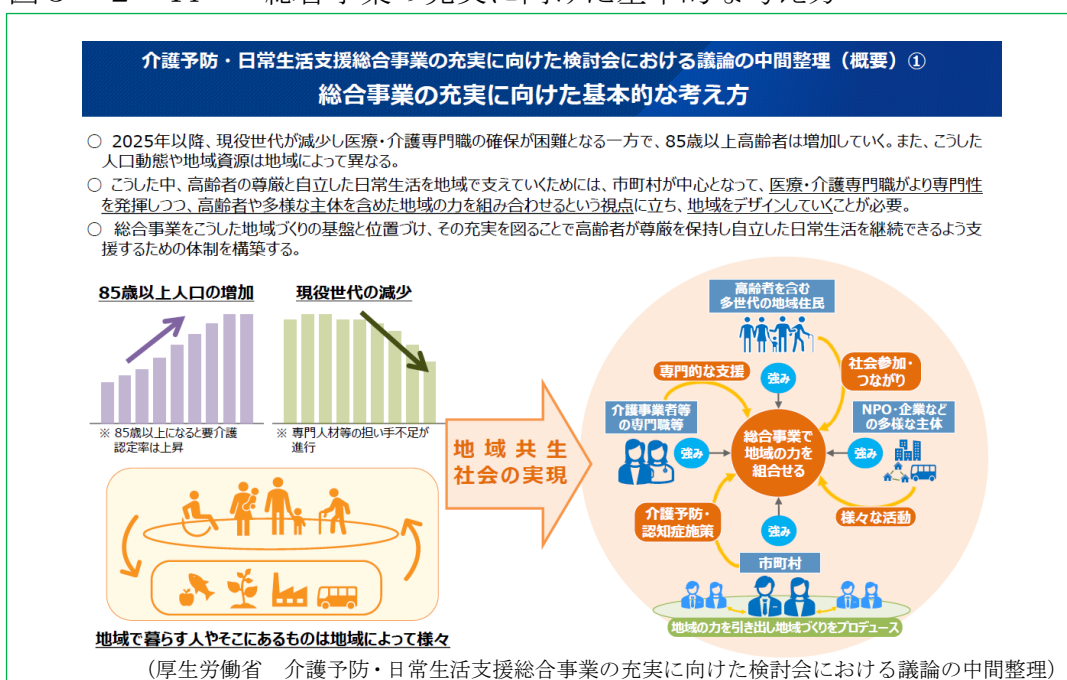 総合事業の充実に向けた基本的な考え方
介護予防・日常生活支援総合事業の充実に向けた検討会における議論の中間整理（概要）①
総合事業の充実に向けた基本的な考え方
○ 2025年以降、現役世代が減少し医療・介護専門職の確保が困難となる一方で、85歳以上高齢者は増加していく。また、こうした
人口動態や地域資源は地域によって異なる。
○ こうした中、高齢者の尊厳と自立した日常生活を地域で支えていくためには、市町村が中心となって、医療・介護専門職がより専門性
を発揮しつつ、高齢者や多様な主体を含めた地域の力を組み合わせるという視点に立ち、地域をデザインしていくことが必要。
○ 総合事業をこうした地域づくりの基盤と位置づけ、その充実を図ることで高齢者が尊厳を保持し自立した日常生活を継続できるよう支
援するための体制を構築する。
85歳以上人口の増加
現役世代の減少
※ 85歳以上になると要介護
認定率は上昇
※ 専門人材等の担い手不足が
進行
地域で暮らす人やそこにあるものは地域によって様々
地域共生
社会の実現
高齢者を含む
多世代の地域住民
専門的な支援
強み
社会参加・
つながり
介護事業者等
の専門職等
強み
総合事業で
地域の力を
組合せる
強み
NPO・企業など
の多様な主体
介護予防・
認知症施策
強み
様々な活動
市町村
地域の力を引き出し地域づくりをプロデュース
（厚生労働省 介護予防・日常生活支援総合事業の充実に向けた検討会における議論の中間整理）